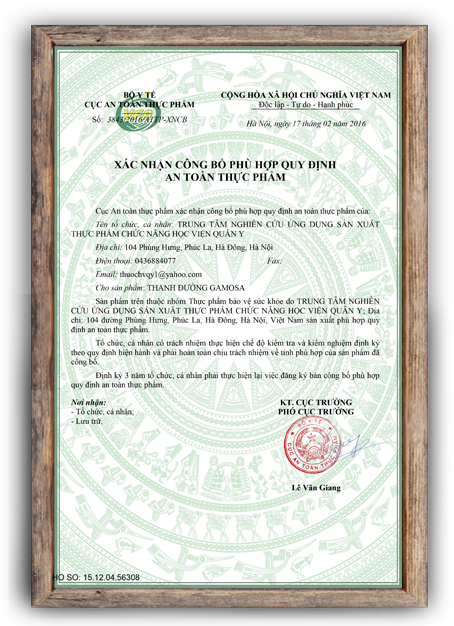 BỘ Y TẾ
CỤC AN TOÀN THỰC PHẨM
Số: 3843/2016/ATTP-XNCB
CỘNG HÒA XÃ HỘI CHỦ NGHĨA VIỆT NAM
Độc lập - Tự do - Hạnh phúc
Hà Nội, ngày 17 tháng 02 năm 2016
XÁC NHẬN CÔNG BỐ PHÙ HỢP QUY ĐỊNH
AN TOÀN THỰC PHẨM
Cục An toàn thực phẩm xác nhận công bố phù hợp quy định an toàn thực phẩm của:
Tên tổ chức, cá nhân: TRUNG TÂM NGHIÊN CỨU ỨNG DỤNG SẢN XUẤT
THỰC PHẨM CHỨC NĂNG HỌC VIỆN QUÂN Y
Địa chỉ: 104 Phùng Hưng, Phúc La, Hà Đông, Hà Nội
Điện thoại: 0436884077 Fax:
Email: thuochvqy1@yahoo.com
Cho sản phẩm: THANH ĐƯỜNG GAMOSA
Sản phẩm trên thuộc nhóm Thực phẩm bảo vệ sức khỏe do TRUNG TÂM NGHIÊN
CỨU ỨNG DỤNG SẢN XUẤT THỰC PHẨM CHỨC NĂNG HỌC VIỆN QUÂN Y; Địa
chỉ: 104 đường Phùng Hưng, Phúc La, Hà Đông, Hà Nội, Việt Nam sản xuất phù hợp quy
định an toàn thực phẩm.
Tổ chức, cá nhân có trách nhiệm thực hiện chế độ kiểm tra và kiểm nghiệm định kỳ
theo quy định hiện hành và phải hoàn toàn chịu trách nhiệm về tính phù hợp của sản phẩm đã
công bố.
Định kỳ 3 năm tổ chức, cá nhân phải thực hiện lại việc đăng ký bản công bố phù hợp
quy định an toàn thực phẩm.
Nơi nhận:
- Tổ chức, cá nhân;
- Lưu trữ.
KT. CỤC TRƯỞNG
PHÓ CỤC TRƯỞNG
BỘ Y TẾ
CỤC AN TOÀN THỰC PHẨM
Lê Văn Giang
HO SO: 15.12.04.56308